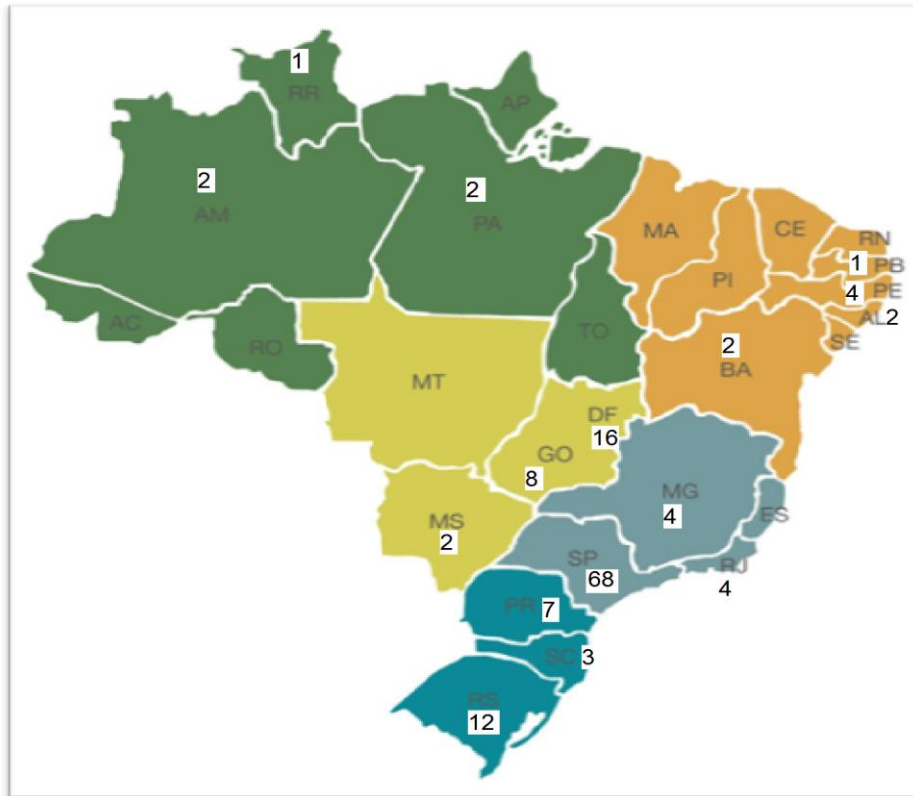 1
RR
AP
2
AM
2
PA
MA
CE
RN
1 PB
PI
4 PE
AL2
SE
AC
RO
TO
2
BA
MT
DF
16
GO
8
MG
4
ES
MS
2
SP
68
RJ
4
PR 7
SC 3
RS
12